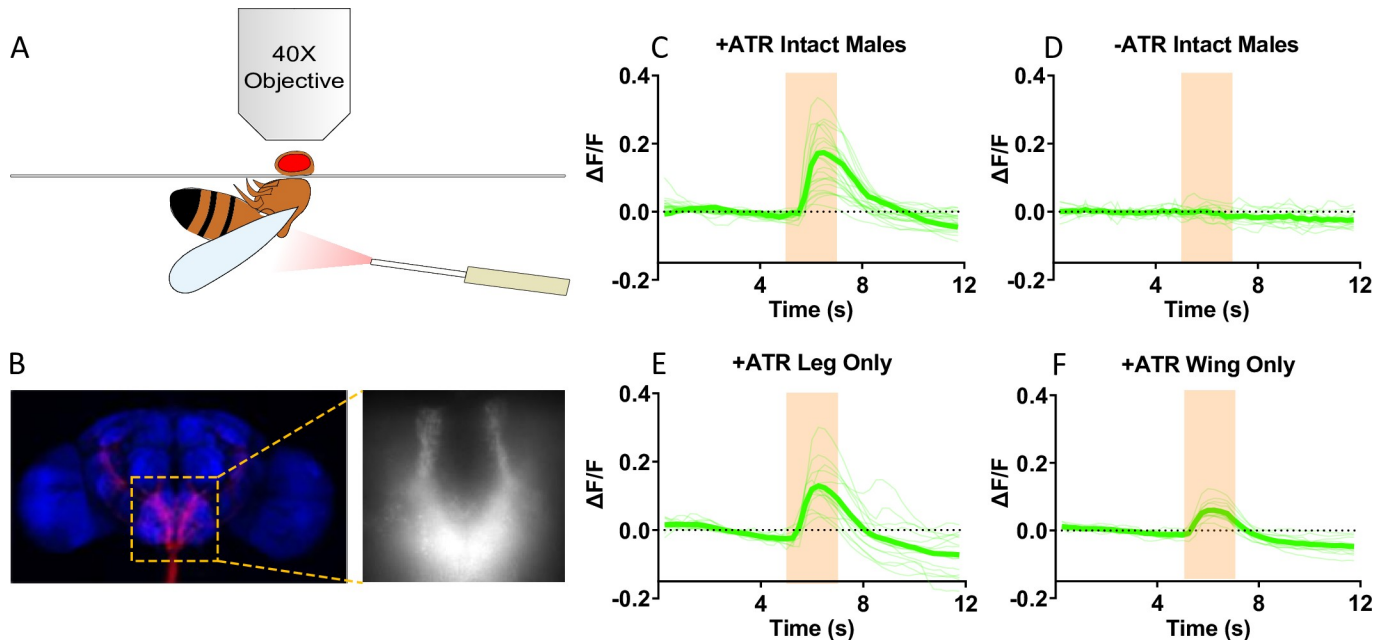 A
40X
Objective
B
C
+ATR Intact Males
0.4
0.2
0.0
-0.2
ΔF/F
4
8
12
Time (s)
D
-ATR Intact Males
0.4
0.2
0.0
-0.2
ΔF/F
4
8
12
Time (s)
E
+ATR Leg Only
0.4
0.2
0.0
-0.2
ΔF/F
4
8
12
Time (s)
F
+ATR Wing Only
0.4
0.2
0.0
-0.2
ΔF/F
4
8
12
Time (s)